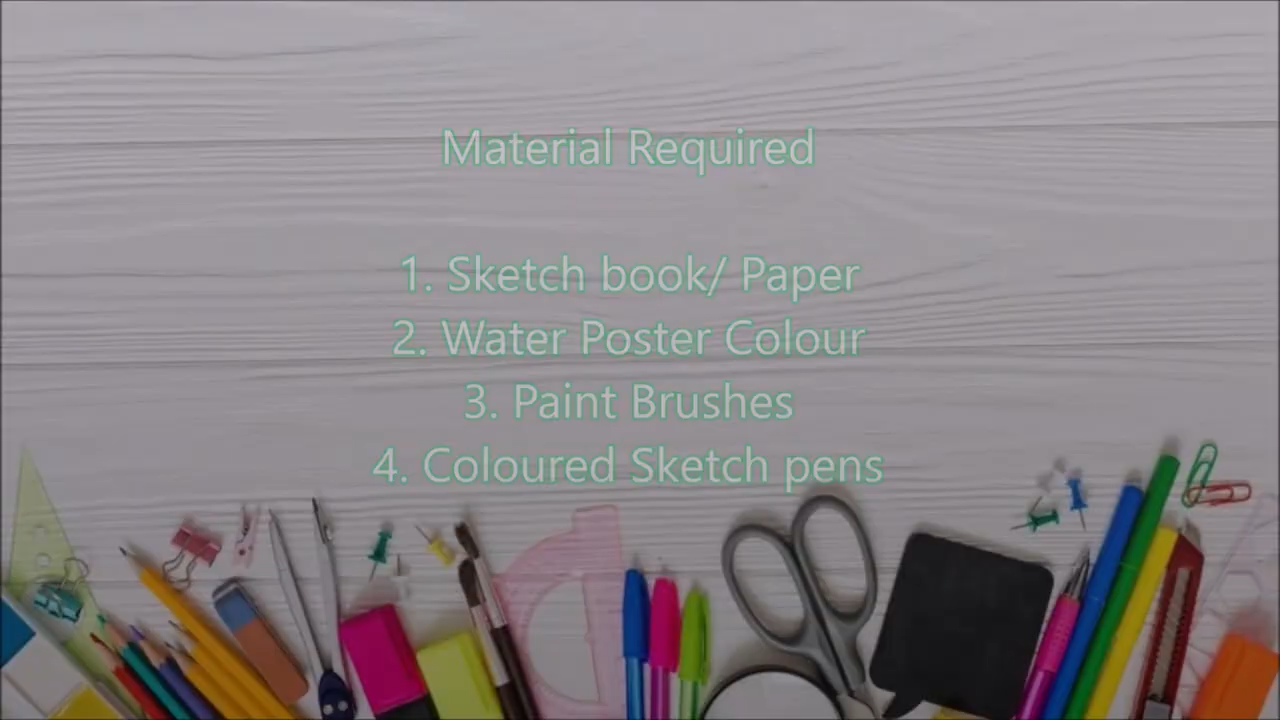 Material Required
1. Sketch book/ Paper
2. Water Poster Colour
3. Paint Brushes
4. Coloured Sketch pens